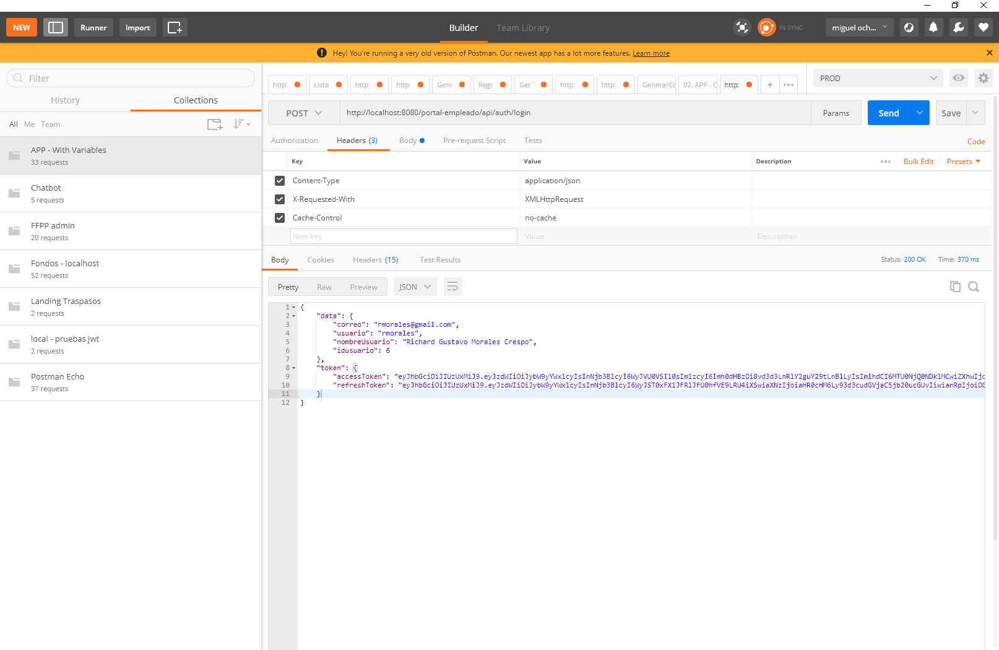 NEW
Runner
Import
Builder
Team Library
IN SYNC
miguel och...
Hey! You're running a very old version of Postman. Our newest app has a lot more features. Learn more
Filter
History
Collections
All Me Team
APP - With Variables
33 requests
Chatbot
5 requests
FFPP admin
20 requests
Fondos - localhost
52 requests
Landing Traspasos
2 requests
local - pruebas jwt
2 requests
Postman Echo
37 requests
http:
Lista
http:
http:
Gene
Regi
Get
http:
http:
GenerarCo
02. APP - C
http:
PROD
POST
http://localhost:8080/portal-empleado/api/auth/login
Params
Send
Save
Authorization
Headers (3)
Body
Pre-request Script
Tests
Code
Key Value Description
Bulk Edit
Presets
Content-Type application/json
X-Requested-With XMLHttpRequest
Cache-Control no-cache
New key Value Description
Body
Cookies
Headers (15)
Test Results
Status: 200 OK
Time: 370 ms
Pretty
Raw
Preview
JSON
1 {
2 "data": {
3 "correo": "rmorales@gmail.com",
4 "usuario": "rmorales",
5 "nombreUsuario": "Richard Gustavo Morales Crespo",
6 "idusuario": 6
7 },
8 "token": {
9 "accessToken":
10 "refreshToken":
11 }
12 }